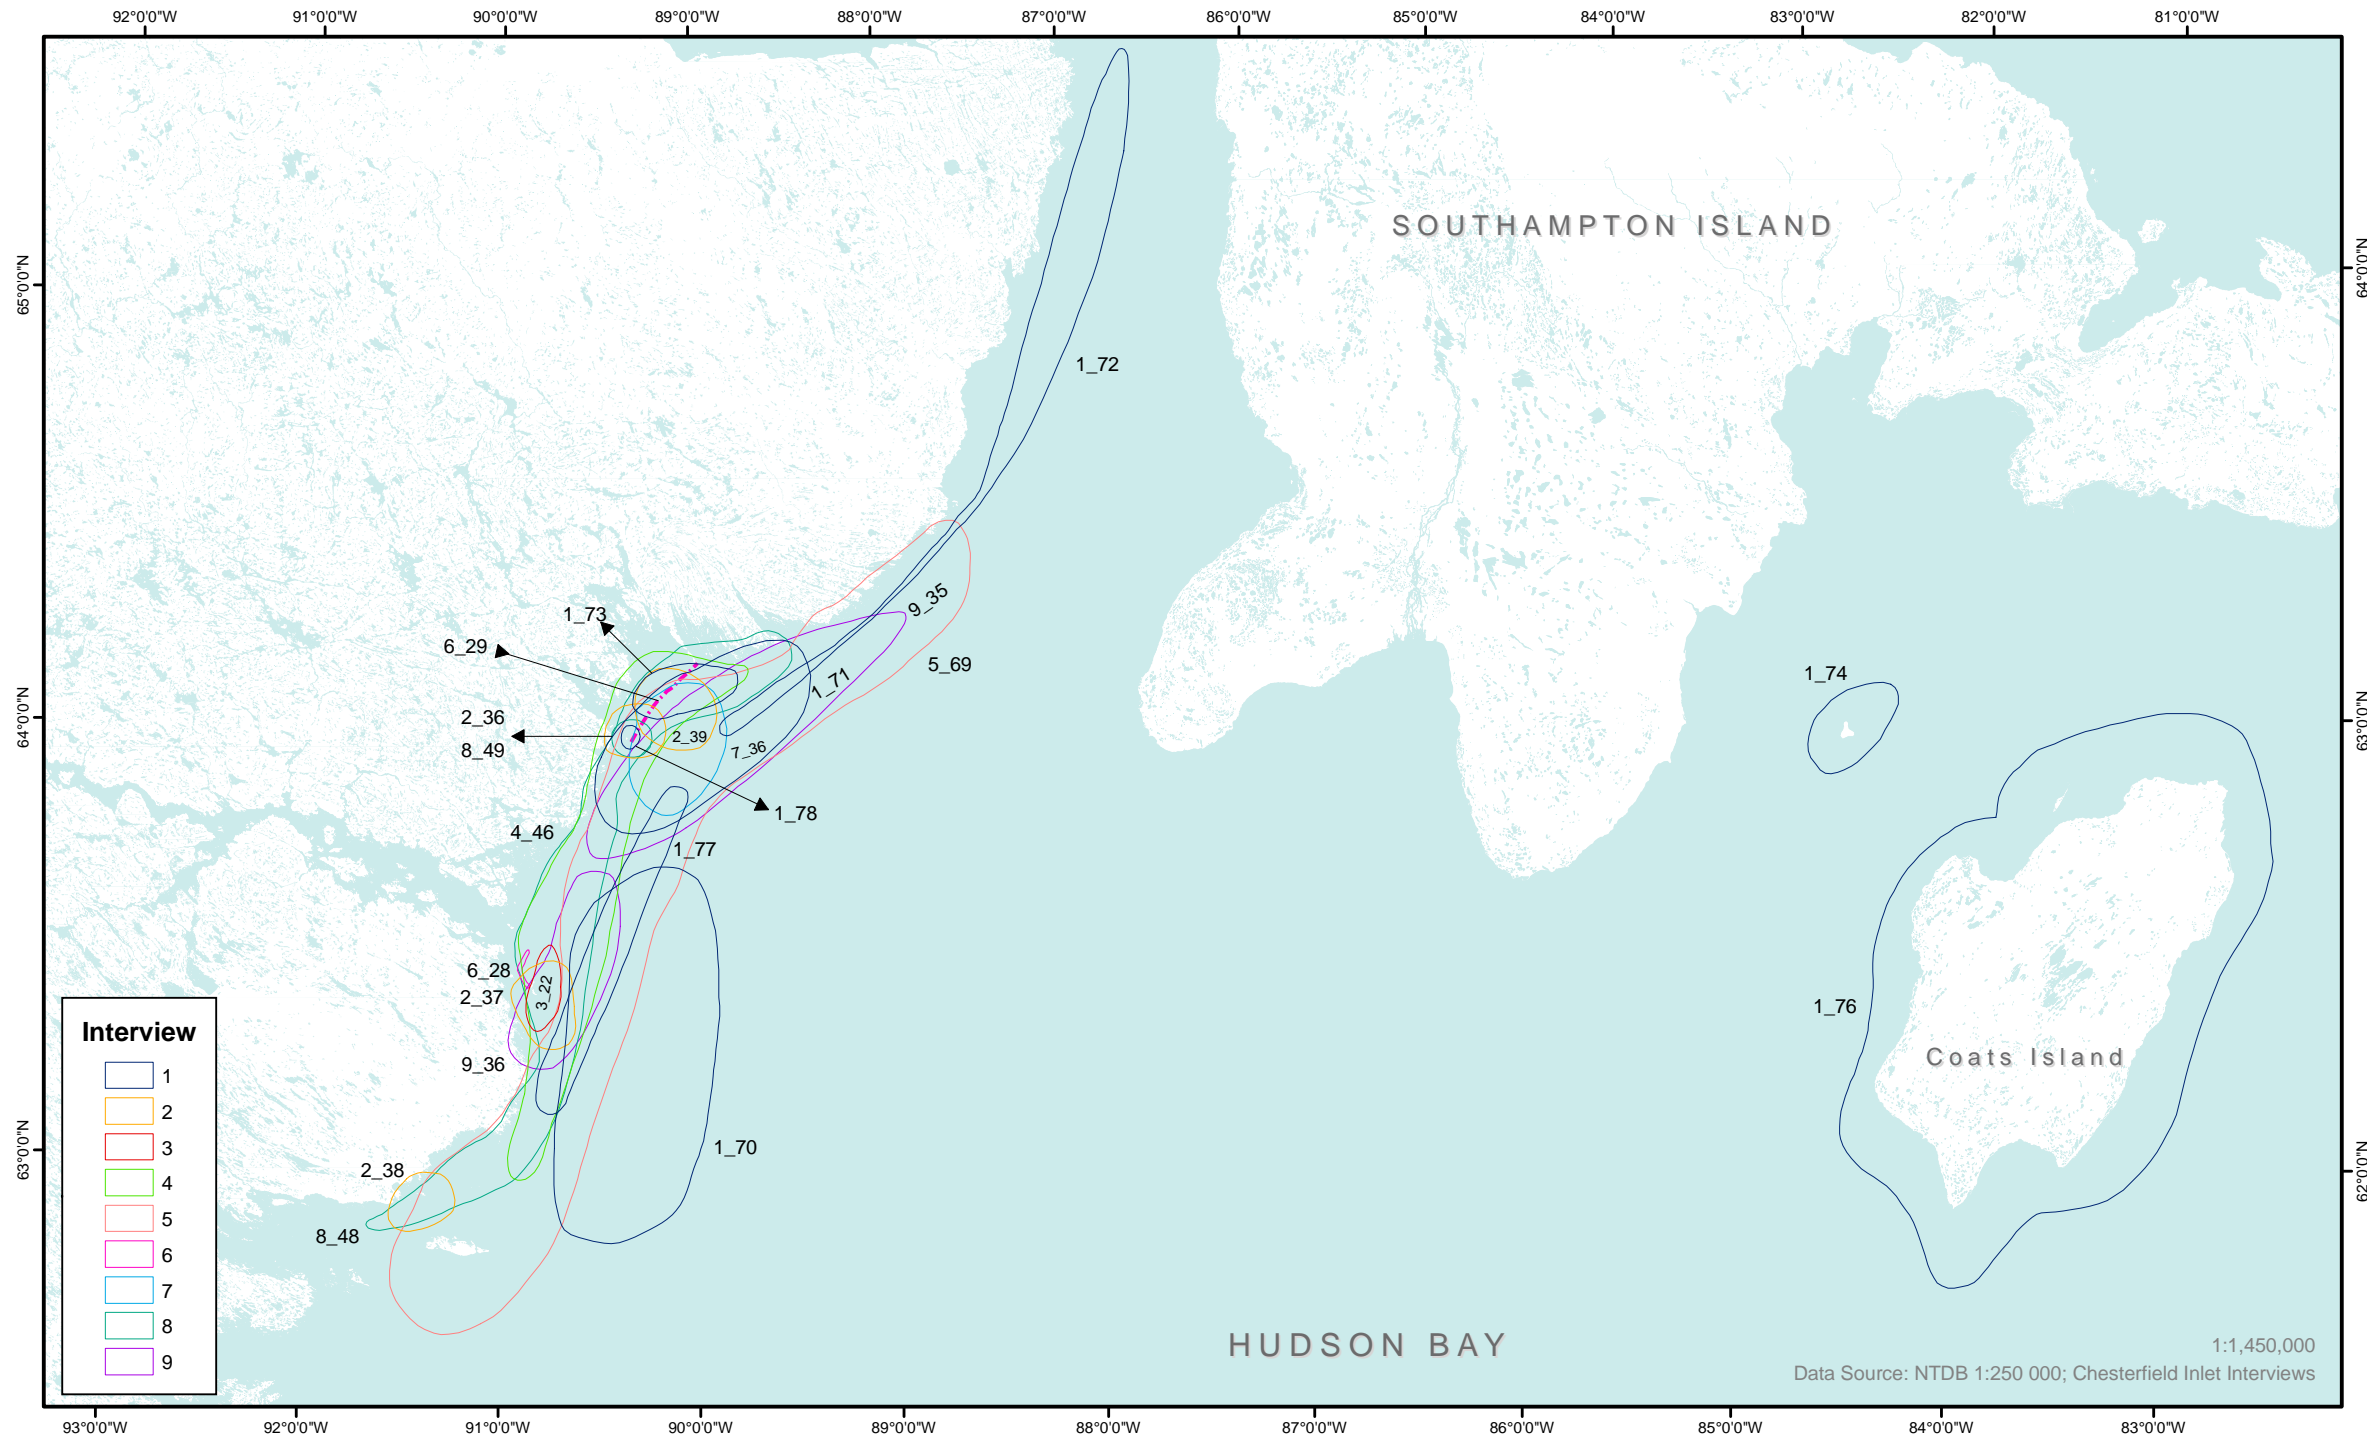 92°0'0"W 91°0'0"W 90°0'0"W 89°0'0"W 88°0'0"W 87°0'0"W 86°0'0"W 85°0'0"W 84°0'0"W 83°0'0"W 82°0'0"W 81°0'0"W
SOUTHAMPTON ISLAND
65°0'0"N
64°0'0"N
1_72
9_35
1_73
6_29
5_69
1_74
1_71
2_36
64°0'0"N
63°0'0"N
2_39
8_49
7_36
1_78
4_46
1_77
6_28
2_37
3_22
1_76
Interview
Coats Island
9_36
1
2
3
1_70
63°0'0"N
62°0'0"N
2_38
4
5
8_48
6
7
8
HUDSON BAY
1:1,450,000
9
Data Source: NTDB 1:250 000; Chesterfield Inlet Interviews
93°0'0"W 92°0'0"W 91°0'0"W 90°0'0"W 89°0'0"W 88°0'0"W 87°0'0"W 86°0'0"W 85°0'0"W 84°0'0"W 83°0'0"W